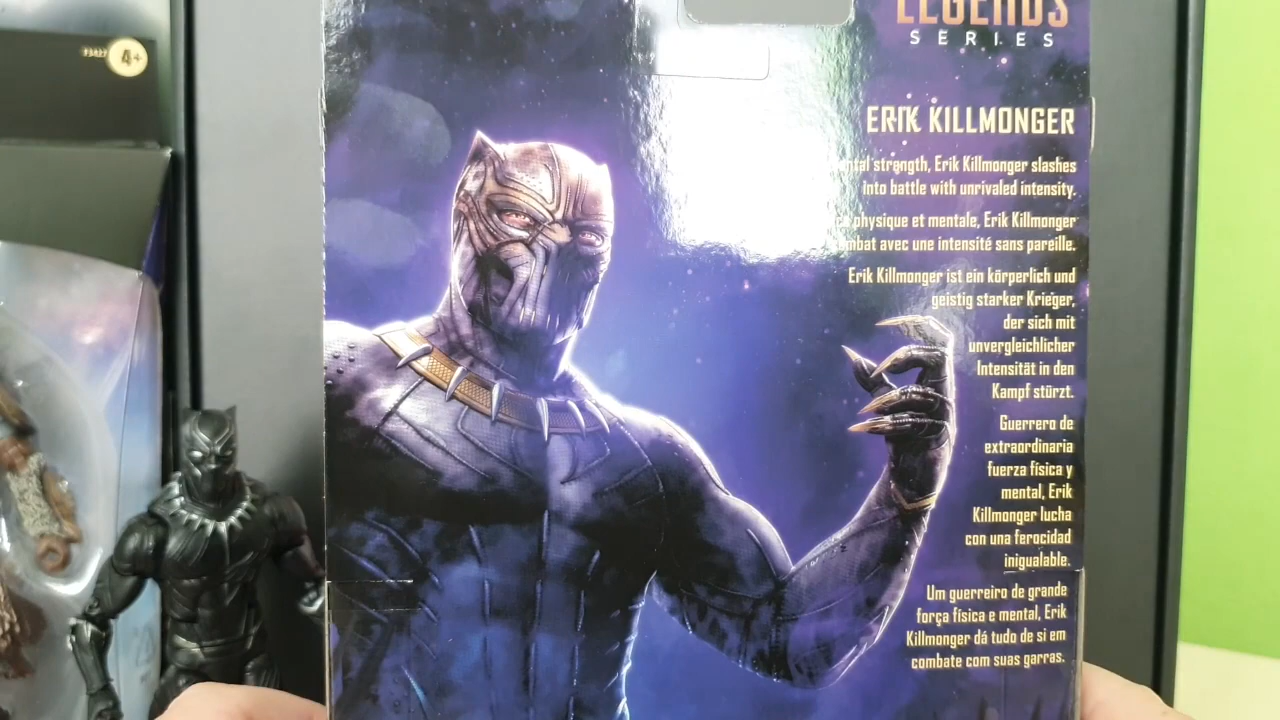 LEGENDS
SERIES
4+
ERIK KILLMONGER
strength, Erik Killmonger slashes
into battle with unrivaled intensity.
physique et mentale, Erik Killmonger
avec une intensité sans pareille.
Erik Killmonger ist ein körperlich und
geistig starker Krieger,
der sich mit
unvergleichlicher
Intensität in den
Kampf stürzt.
Guerrero de
extraordinaria
fuerza física y
mental, Erik
Killmonger lucha
con una ferocidad
inigualable.
Um guerreiro de grande
força física e mental, Erik
Killmonger dá tudo de si em
combate com suas garras.